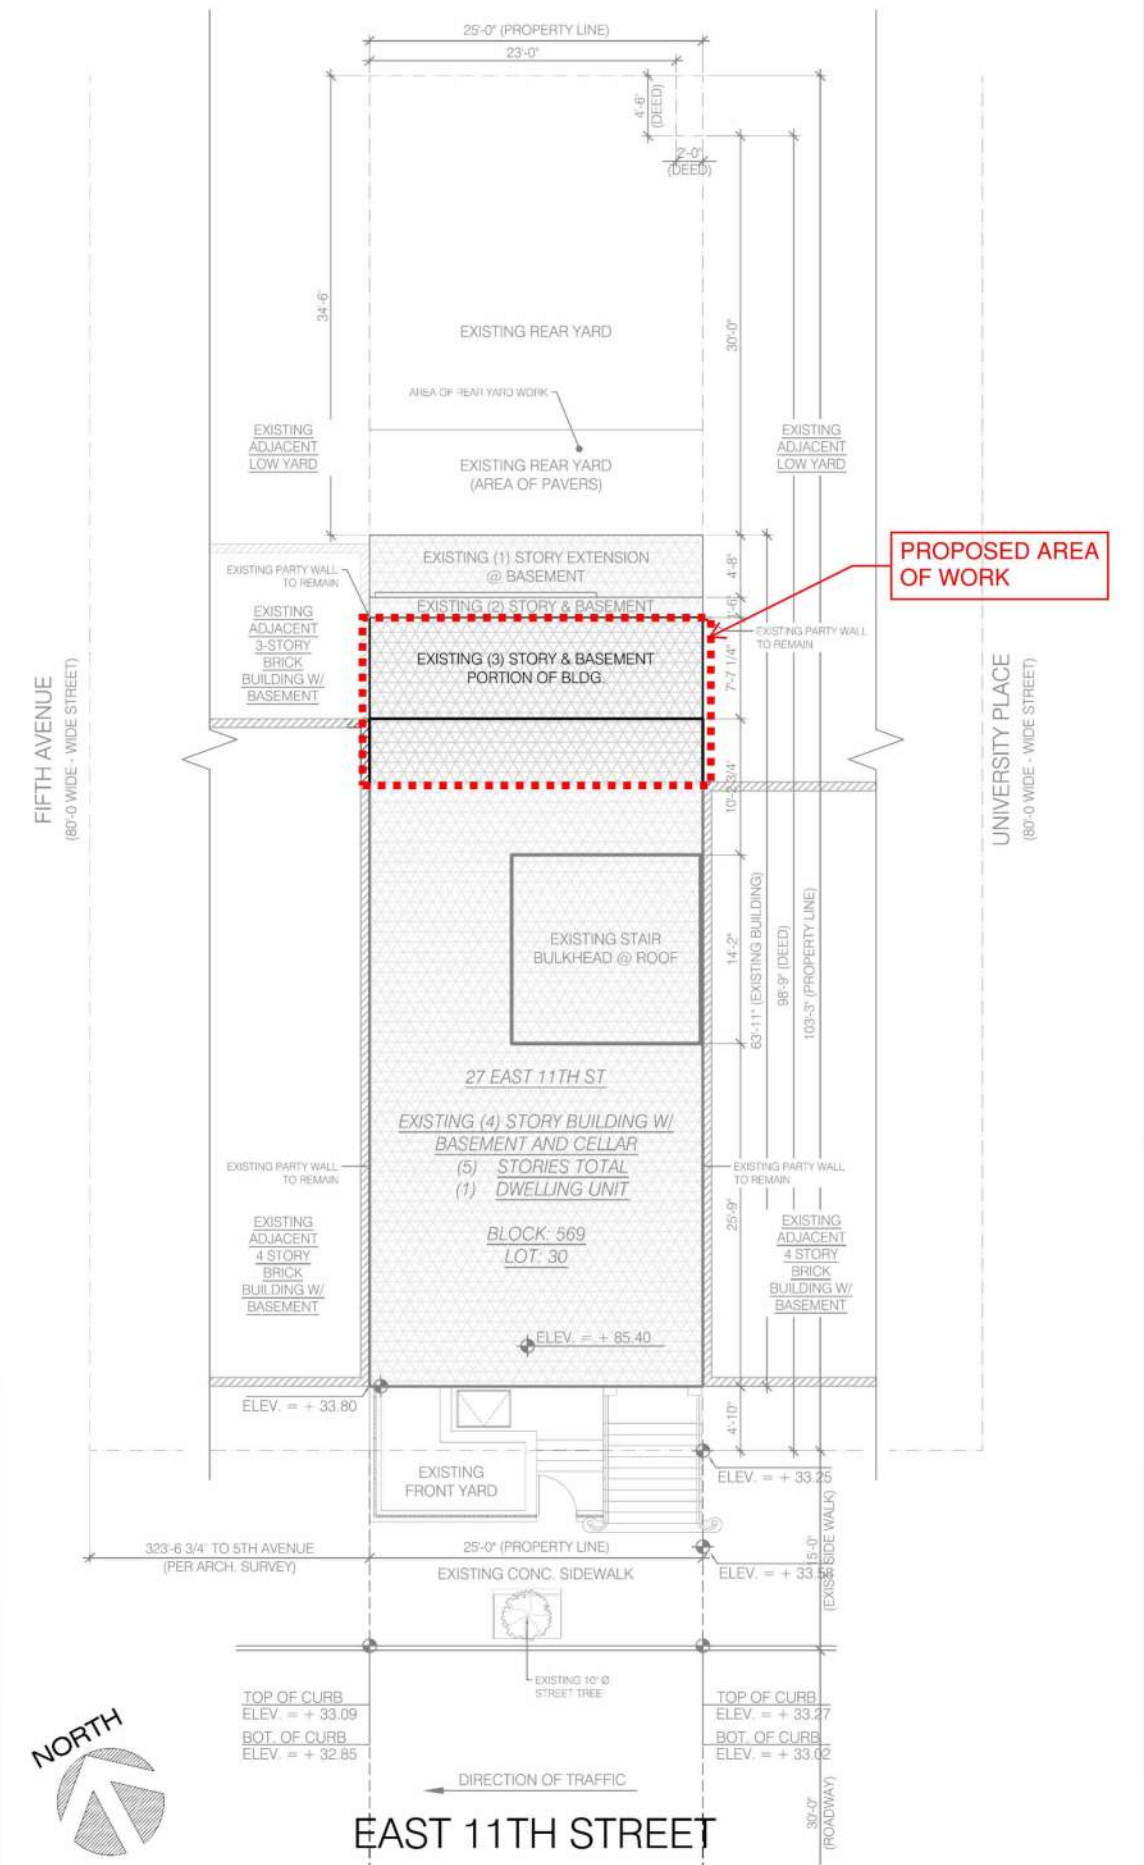 25'-0" (PROPERTY LINE)
23'-0"
4'-6"
(DEED)
2'-0"
(DEED)
34'-6"
30'-0"
EXISTING REAR YARD
AREA OF REAR YARD WORK
EXISTING
ADJACENT
LOW YARD
EXISTING REAR YARD
(AREA OF PAVERS)
EXISTING
ADJACENT
LOW YARD
PROPOSED AREA
OF WORK
EXISTING (1) STORY EXTENSION
@ BASEMENT
4'-8"
EXISTING PARTY WALL
TO REMAIN
EXISTING (2) STORY & BASEMENT
EXISTING
ADJACENT
3-STORY
BRICK
BUILDING W/
BASEMENT
EXISTING (3) STORY & BASEMENT
PORTION OF BLDG.
7'-7 1/4"
EXISTING PARTY WALL
TO REMAIN
FIFTH AVENUE
(80'-0 WIDE - WIDE STREET)
UNIVERSITY PLACE
(80'-0 WIDE - WIDE STREET)
10'-2 3/4"
EXISTING STAIR
BULKHEAD @ ROOF
14'-2"
63'-11" (EXISTING BUILDING)
98'-9" (DEED)
103'-3" (PROPERTY LINE)
27 EAST 11TH ST
EXISTING (4) STORY BUILDING W/
BASEMENT AND CELLAR
(5) STORIES TOTAL
(1) DWELLING UNIT
BLOCK: 569
LOT: 30
EXISTING PARTY WALL
TO REMAIN
EXISTING PARTY WALL
TO REMAIN
25'-9"
EXISTING
ADJACENT
4 STORY
BRICK
BUILDING W/
BASEMENT
EXISTING
ADJACENT
4 STORY
BRICK
BUILDING W/
BASEMENT
ELEV. = + 85.40
ELEV. = + 33.80
4'-10"
EXISTING
FRONT YARD
ELEV. = + 33.25
323'-6 3/4" TO 5TH AVENUE
(PER ARCH. SURVEY)
25'-0" (PROPERTY LINE)
EXISTING CONC. SIDEWALK
ELEV. = + 33.58
15'-0"
(EXIST. SIDE WALK)
EXISTING 10" Ø
STREET TREE
TOP OF CURB
ELEV. = + 33.09
BOT. OF CURB
ELEV. = + 32.85
TOP OF CURB
ELEV. = + 33.27
BOT. OF CURB
ELEV. = + 33.02
NORTH
DIRECTION OF TRAFFIC
30'-0"
(ROADWAY)
EAST 11TH STREET